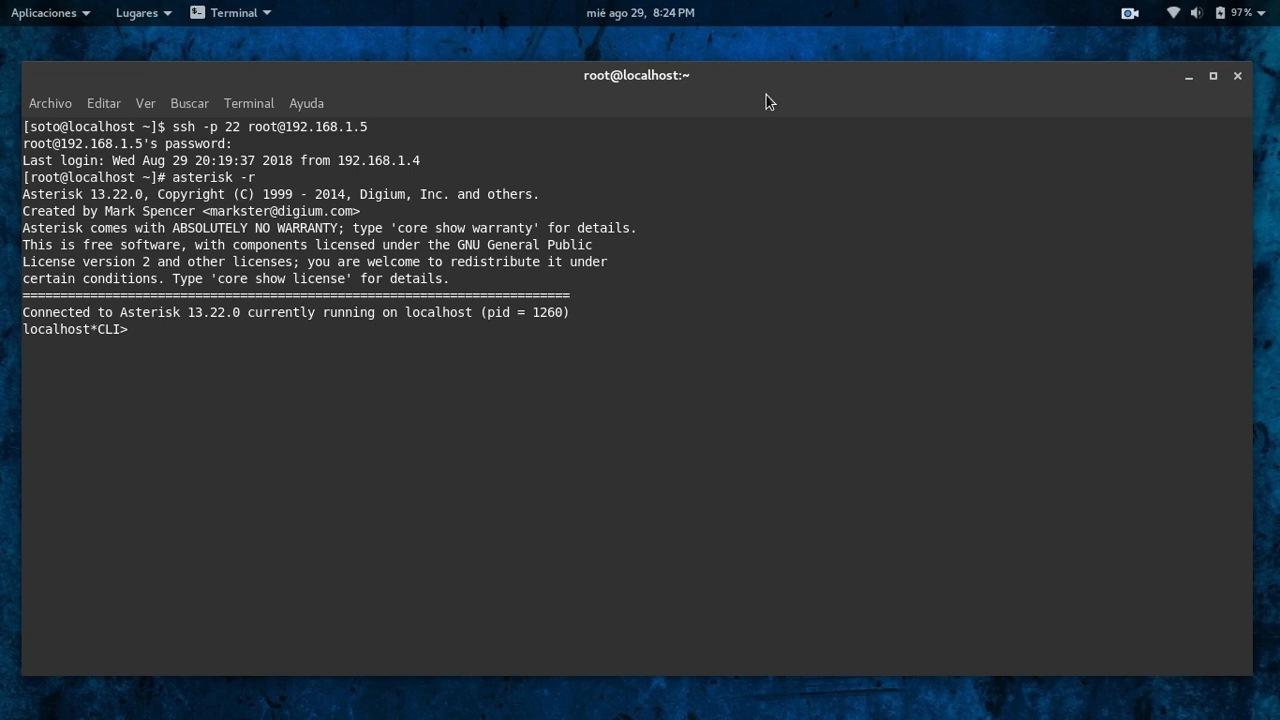 Aplicaciones Lugares Terminal mié ago 29, 8:24 PM 97%
root@localhost:~
Archivo Editar Ver Buscar Terminal Ayuda
[soto@localhost ~]$ ssh -p 22 root@192.168.1.5
root@192.168.1.5's password:
Last login: Wed Aug 29 20:19:37 2018 from 192.168.1.4
[root@localhost ~]# asterisk -r
Asterisk 13.22.0, Copyright (C) 1999 - 2014, Digium, Inc. and others.
Created by Mark Spencer <markster@digium.com>
Asterisk comes with ABSOLUTELY NO WARRANTY; type 'core show warranty' for details.
This is free software, with components licensed under the GNU General Public
License version 2 and other licenses; you are welcome to redistribute it under
certain conditions. Type 'core show license' for details.
=========================================================================
Connected to Asterisk 13.22.0 currently running on localhost (pid = 1260)
localhost*CLI>